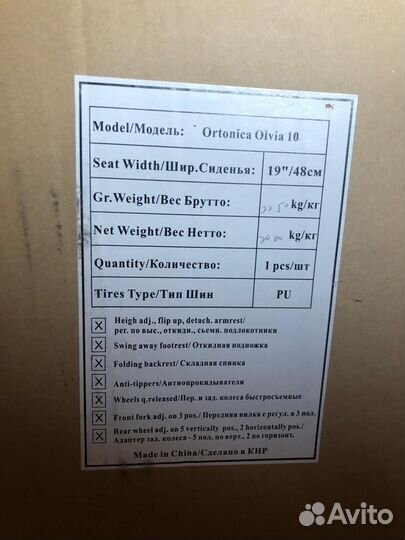 Model/Модель: Ortonica Olvia 10
Seat Width/Шир.Сиденья: 19"/48см
Gr.Weight/Вес Брутто: kg/кг
Net Weight/Вес Нетто: kg/кг
Quantity/Количество: 1 pcs/шт
Tires Type/Тип Шин PU
X Heigh adj., flip up, detach. armrest/
рег. по выс., откидн., съемн. подлокотники
X Swing away footrest/ Откидная подножка
X Folding backrest/ Складная спинка
X Anti-tippers/Антиопрокидыватели
X Wheels q.released/Пер. и зад. колеса быстросъемные
X Front fork adj. on 3 pos./ Передняя вилка с регул. в 3 пол.
X Rear wheel adj. on 5 vertically pos., 2 horizontally pos./
Адаптер зад. колеса - 5 пол. по верт., 2 по горизонт.
Made in China/Сделано в КНР
Avito